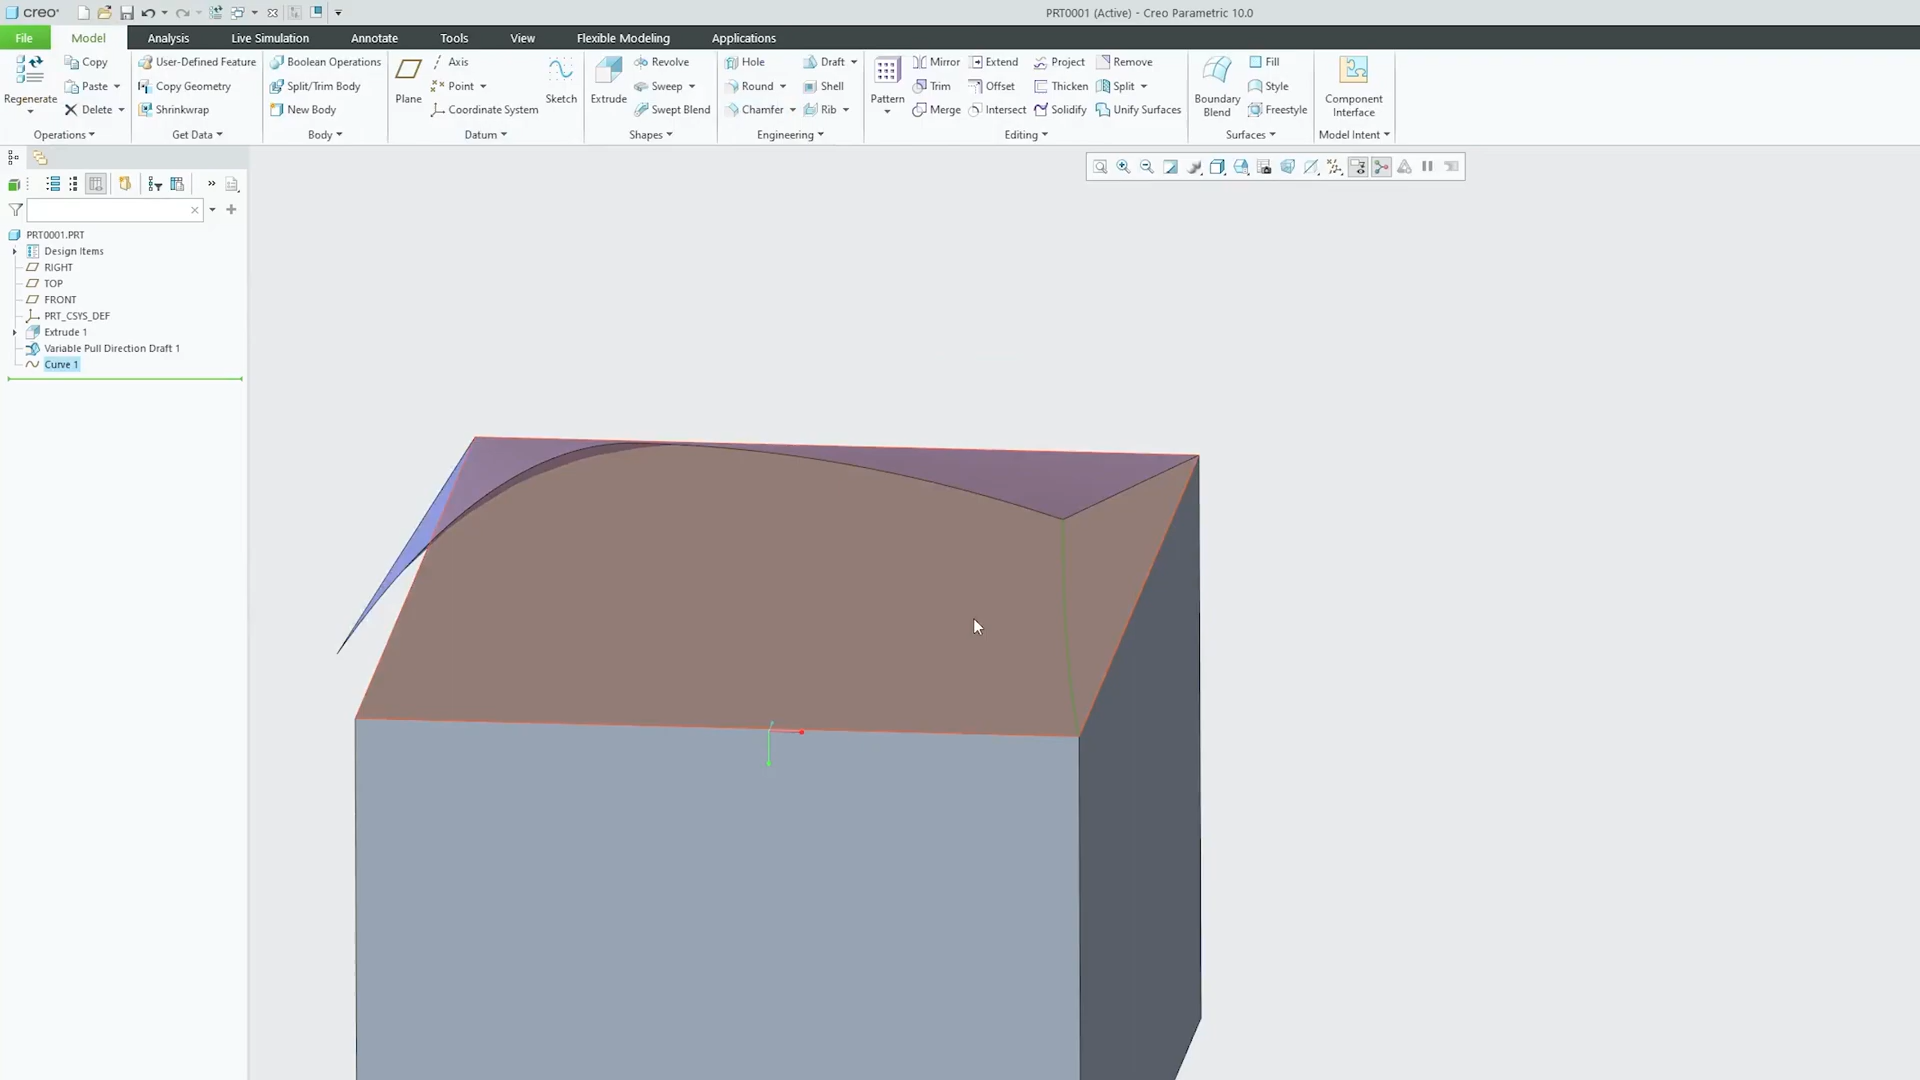 creo
PRT0001 (Active) - Creo Parametric 10.0
File Model Analysis Live Simulation Annotate Tools View Flexible Modeling Applications
Regenerate
Copy
Paste
Delete
Operations
User-Defined Feature
Copy Geometry
Shrinkwrap
Get Data
Boolean Operations
Split/Trim Body
New Body
Body
Plane
Axis
Point
Coordinate System
Sketch
Datum
Extrude
Revolve
Sweep
Swept Blend
Shapes
Hole
Round
Chamfer
Draft
Shell
Rib
Engineering
Pattern
Mirror
Trim
Merge
Extend
Offset
Intersect
Project
Thicken
Solidify
Remove
Split
Unify Surfaces
Editing
Boundary
Blend
Fill
Style
Freestyle
Surfaces
Component
Interface
Model Intent
PRT0001.PRT
Design Items
RIGHT
TOP
FRONT
PRT_CSYS_DEF
Extrude 1
Variable Pull Direction Draft 1
Curve 1